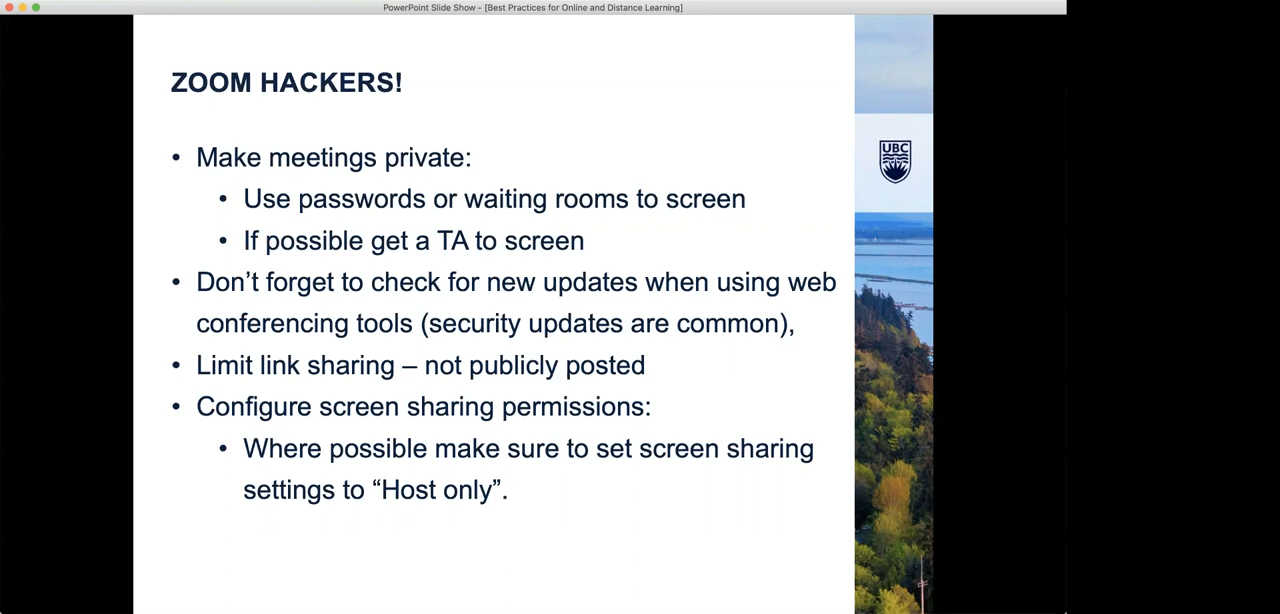 PowerPoint Slide Show - [Best Practices for Online and Distance Learning]
ZOOM HACKERS!
• Make meetings private:
• Use passwords or waiting rooms to screen
• If possible get a TA to screen
• Don’t forget to check for new updates when using web
conferencing tools (security updates are common),
• Limit link sharing – not publicly posted
• Configure screen sharing permissions:
• Where possible make sure to set screen sharing
settings to “Host only”.
UBC